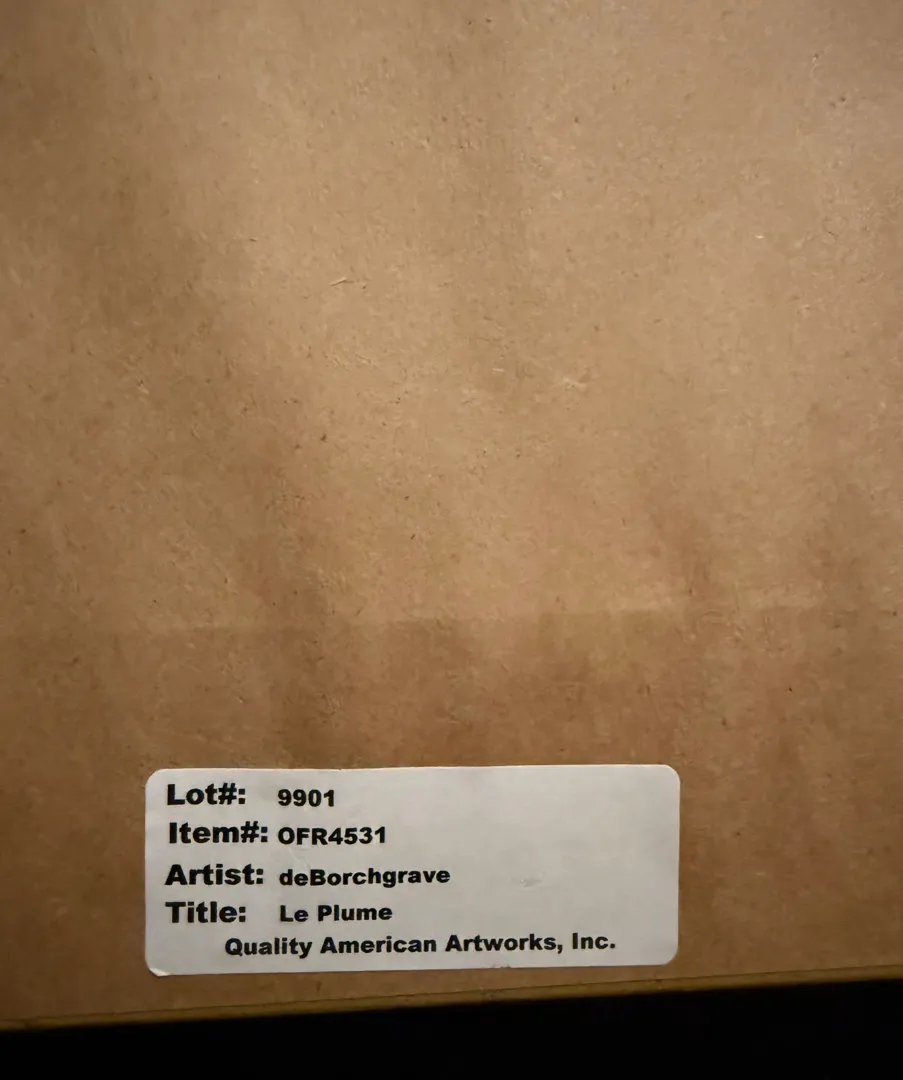 Lot#: 9901
Item#: OFR4531
Artist: deBorchgrave
Title: Le Plume
Quality American Artworks, Inc.